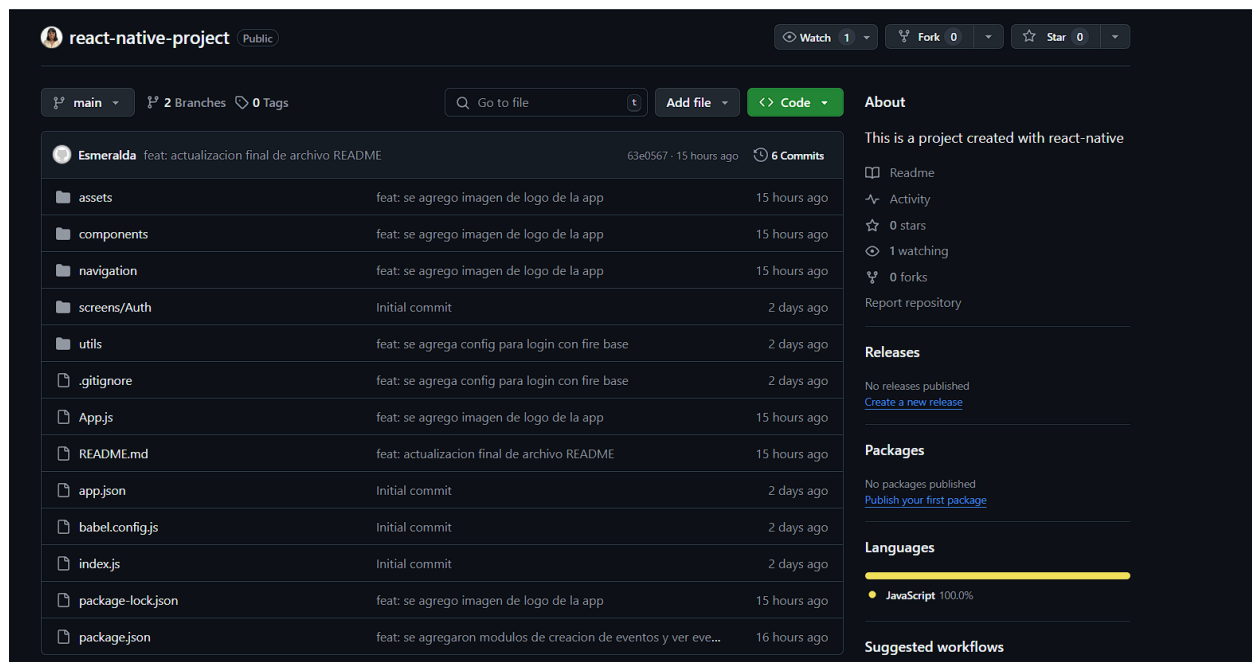 react-native-project Public Watch 1 Fork 0 Star 0
main 2 Branches 0 Tags Go to file t Add file Code
Esmeralda feat: actualizacion final de archivo README 63e0567 · 15 hours ago 6 Commits
assets feat: se agrego imagen de logo de la app 15 hours ago
components feat: se agrego imagen de logo de la app 15 hours ago
navigation feat: se agrego imagen de logo de la app 15 hours ago
screens/Auth Initial commit 2 days ago
utils feat: se agrega config para login con fire base 2 days ago
.gitignore feat: se agrega config para login con fire base 2 days ago
App.js feat: se agrego imagen de logo de la app 15 hours ago
README.md feat: actualizacion final de archivo README 15 hours ago
app.json Initial commit 2 days ago
babel.config.js Initial commit 2 days ago
index.js Initial commit 2 days ago
package-lock.json feat: se agrego imagen de logo de la app 15 hours ago
package.json feat: se agregaron modulos de creacion de eventos y ver eve... 16 hours ago
About
This is a project created with react-native
Readme
Activity
0 stars
1 watching
0 forks
Report repository
Releases
No releases published
Create a new release
Packages
No packages published
Publish your first package
Languages
JavaScript 100.0%
Suggested workflows